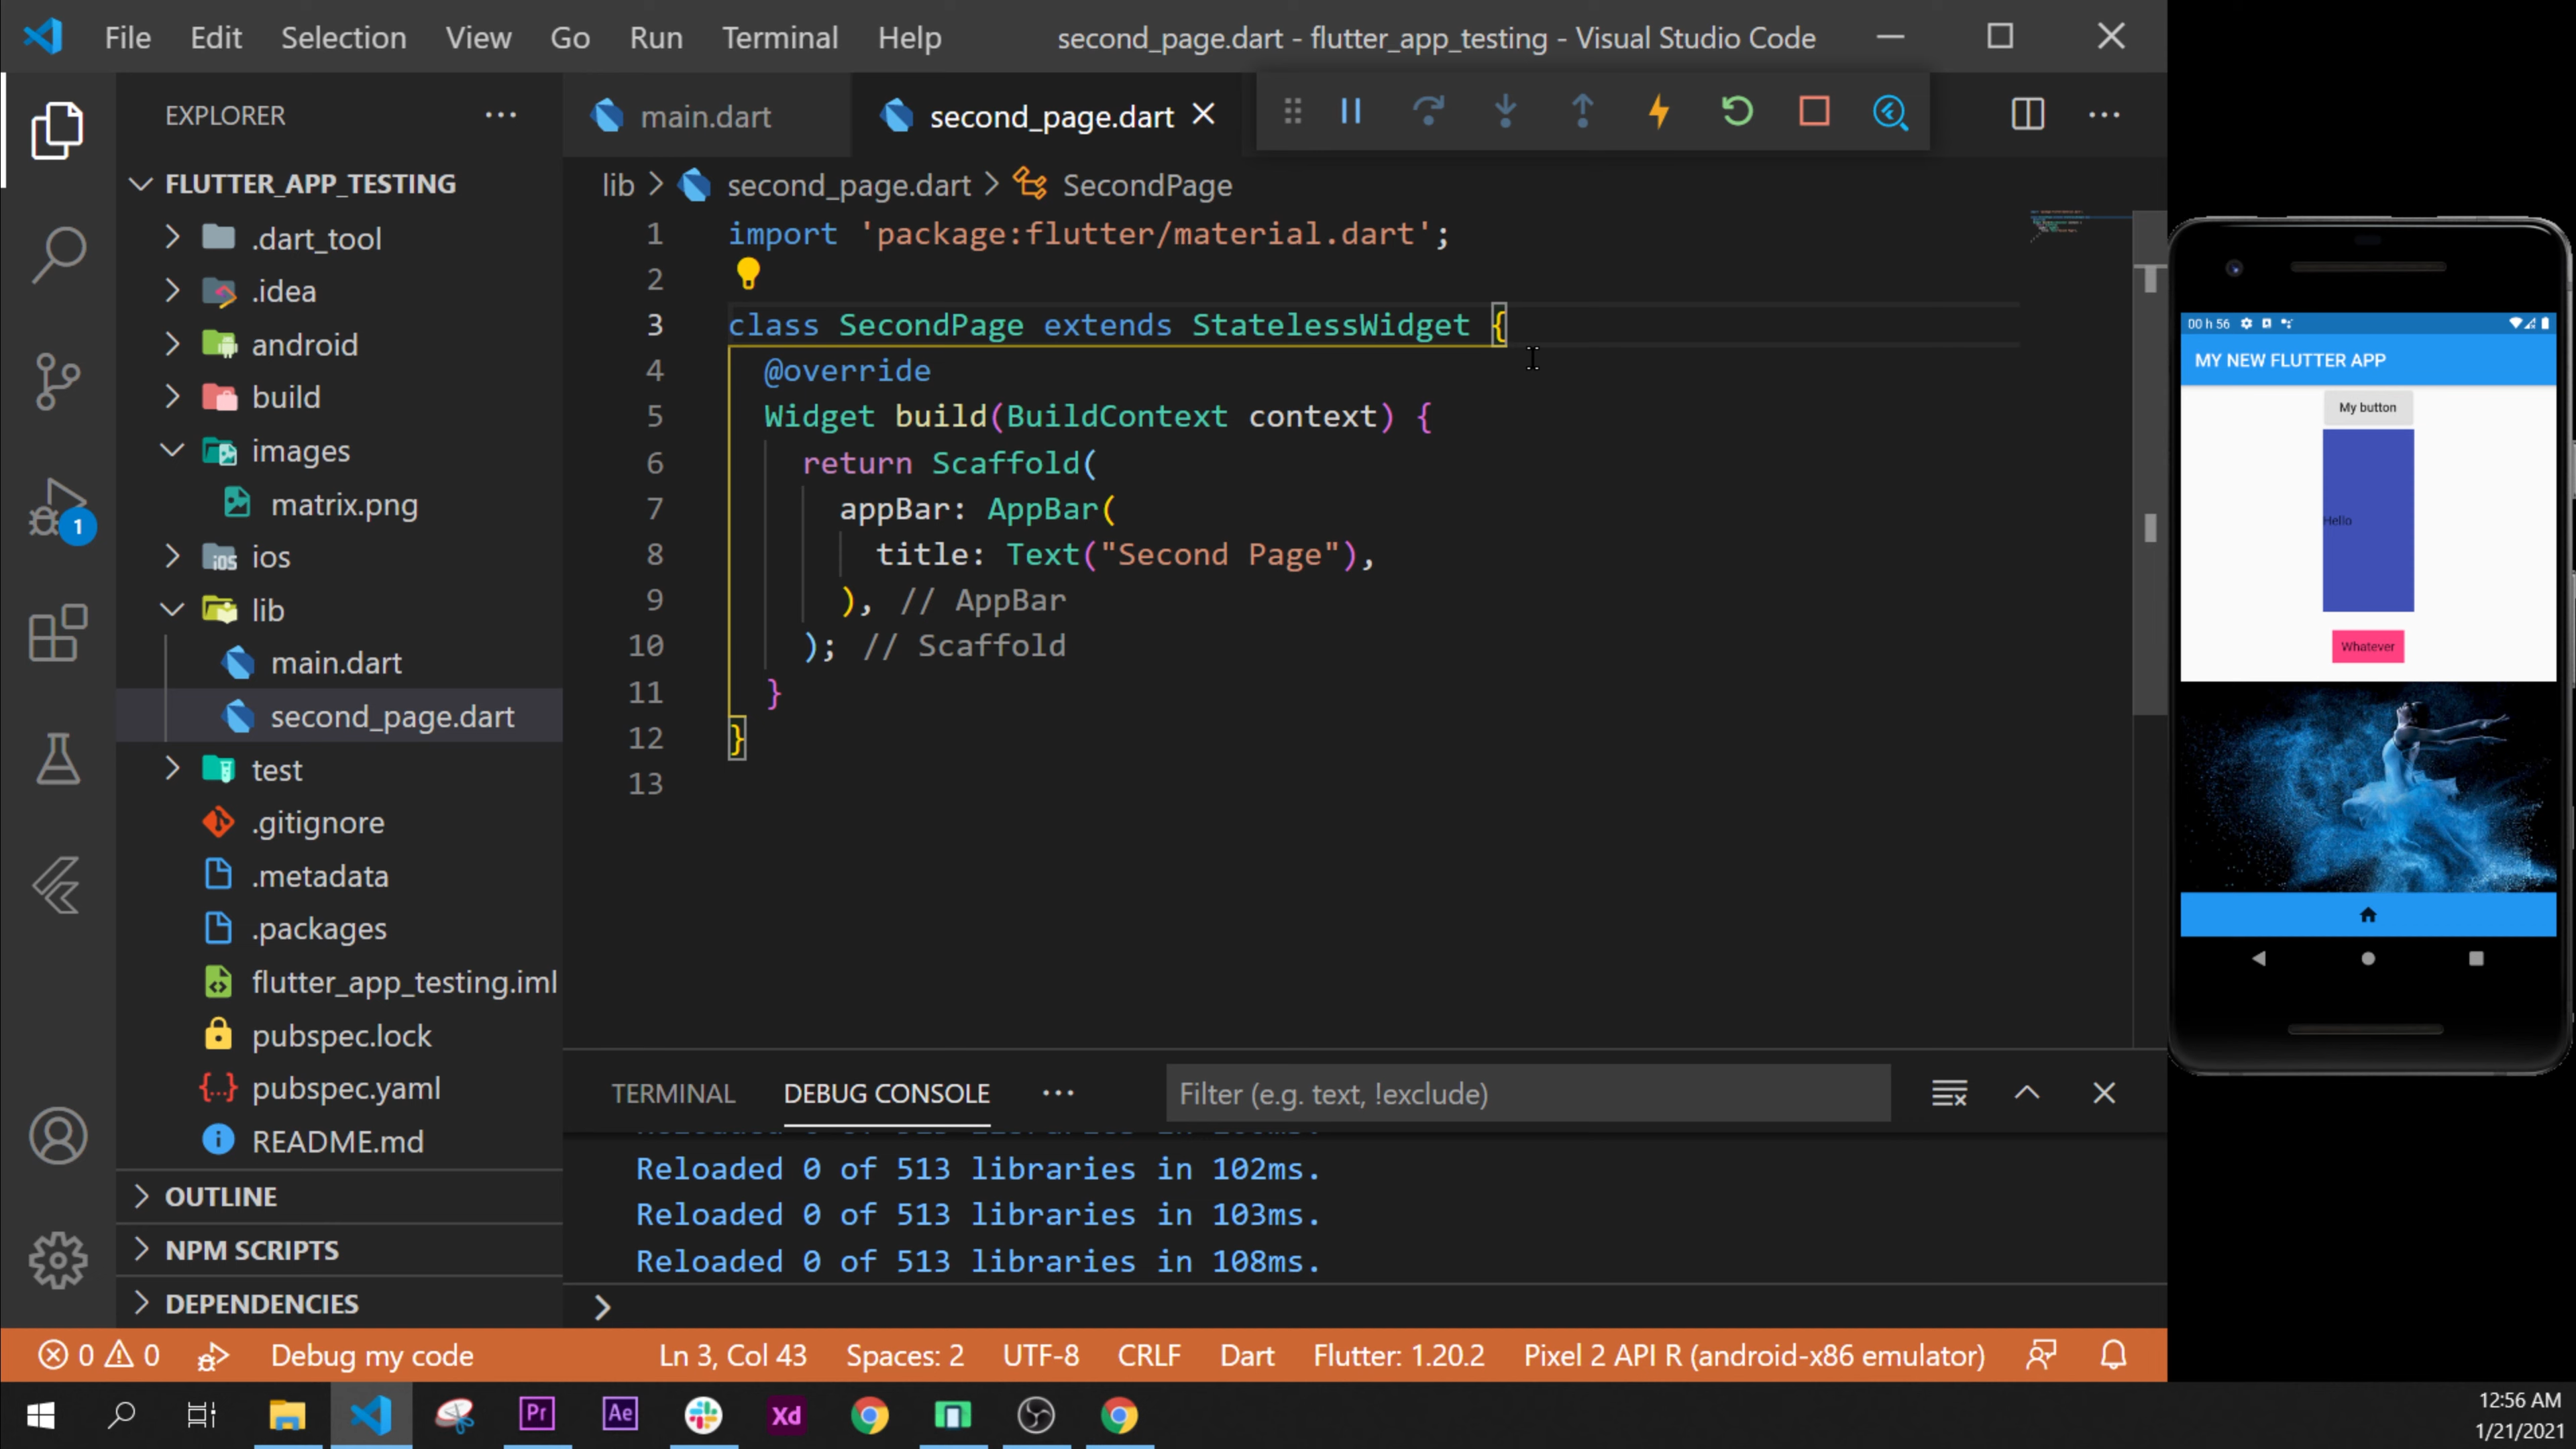 File Edit Selection View Go Run Terminal Help second_page.dart - flutter_app_testing - Visual Studio Code
EXPLORER
FLUTTER_APP_TESTING
.dart_tool
.idea
android
build
images
matrix.png
ios
iOS
lib
main.dart
second_page.dart
test
.gitignore
.metadata
.packages
flutter_app_testing.iml
pubspec.lock
pubspec.yaml
README.md
OUTLINE
NPM SCRIPTS
DEPENDENCIES
1
main.dart second_page.dart
lib > second_page.dart > SecondPage
1 import 'package:flutter/material.dart';
2
3 class SecondPage extends StatelessWidget {
4 @override
5 Widget build(BuildContext context) {
6 return Scaffold(
7 appBar: AppBar(
8 title: Text("Second Page"),
9 ), // AppBar
10 ); // Scaffold
11 }
12 }
13
TERMINAL DEBUG CONSOLE Filter (e.g. text, !exclude)
Reloaded 0 of 513 libraries in 102ms.
Reloaded 0 of 513 libraries in 103ms.
Reloaded 0 of 513 libraries in 108ms.
>
0 0 Debug my code Ln 3, Col 43 Spaces: 2 UTF-8 CRLF Dart Flutter: 1.20.2 Pixel 2 API R (android-x86 emulator)
00 h 56
MY NEW FLUTTER APP
My button
Hello
Whatever
Pr Ae Xd
12:56 AM
1/21/2021